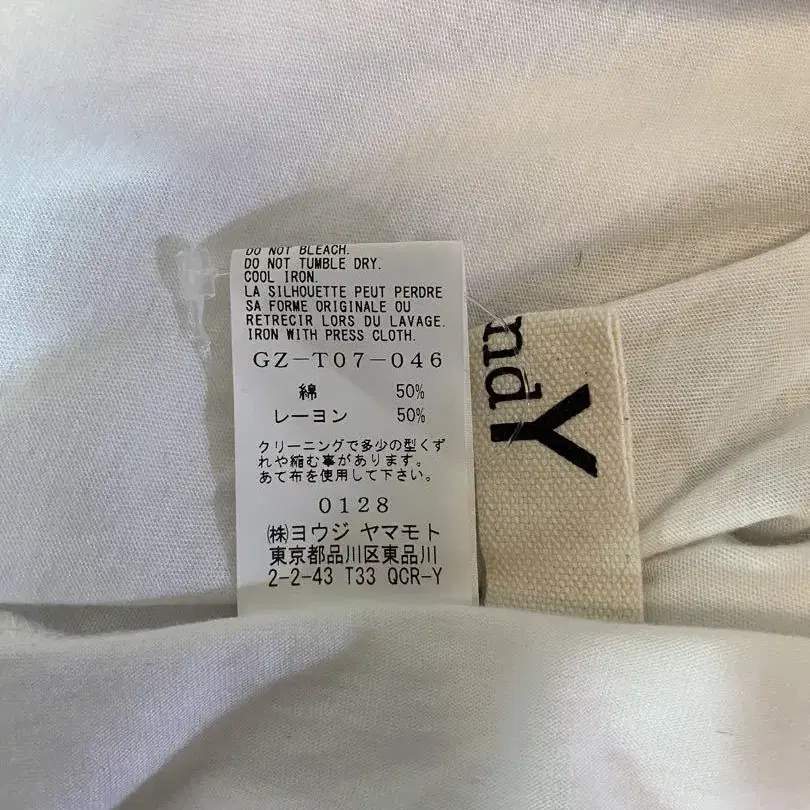 DO NOT BLEACH.
DO NOT TUMBLE DRY.
COOL IRON.
LA SILHOUETTE PEUT PERDRE
SA FORME ORIGINALE OU
RETRECIR LORS DU LAVAGE.
IRON WITH PRESS CLOTH.
GZ-T07-046
綿 50%
レーヨン 50%
クリーニングで多少の型くず
れや縮む事があります。
あて布を使用して下さい。
0128
㈱ヨウジ ヤマモト
東京都品川区東品川
2-2-43 T33 QCR-Y
nd
Y